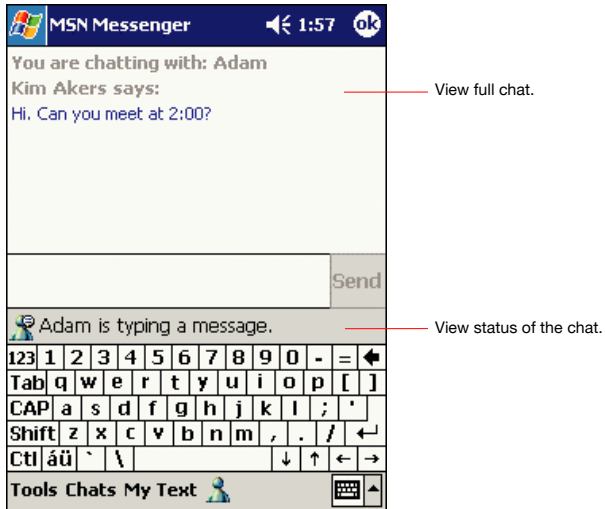 MSN Messenger 1:57 ok
You are chatting with: Adam
Kim Akers says:
View full chat.
Hi. Can you meet at 2:00?
Send
Adam is typing a message.
View status of the chat.
123 1 2 3 4 5 6 7 8 9 0 - = 🡄
Tab q w e r t y u i o p [ ]
CAP a s d f g h j k l ; '
Shift z x c v b n m , . / ↵
Ctl áü ` \ ↓ ↑ ← →
Tools Chats My Text